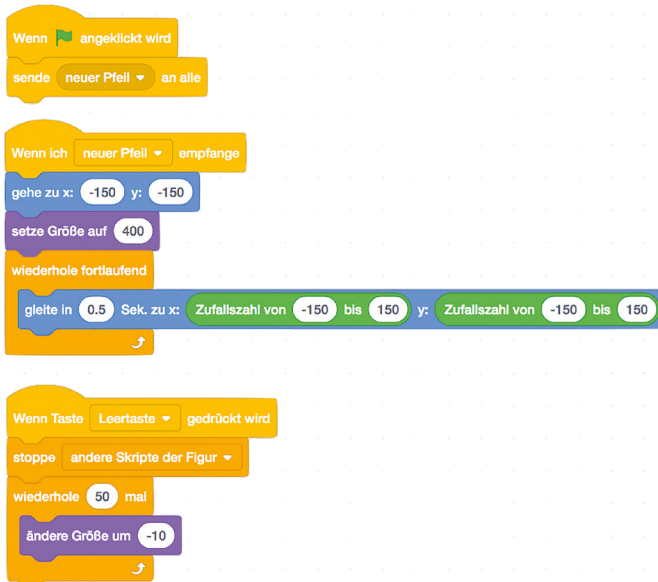 Wenn angeklickt wird
sende neuer Pfeil an alle
Wenn ich neuer Pfeil empfange
gehe zu x: -150 y: -150
setze Größe auf 400
wiederhole fortlaufend
gleite in 0.5 Sek. zu x: Zufallszahl von -150 bis 150 y: Zufallszahl von -150 bis 150
Wenn Taste Leertaste gedrückt wird
stoppe andere Skripte der Figur
wiederhole 50 mal
ändere Größe um -10